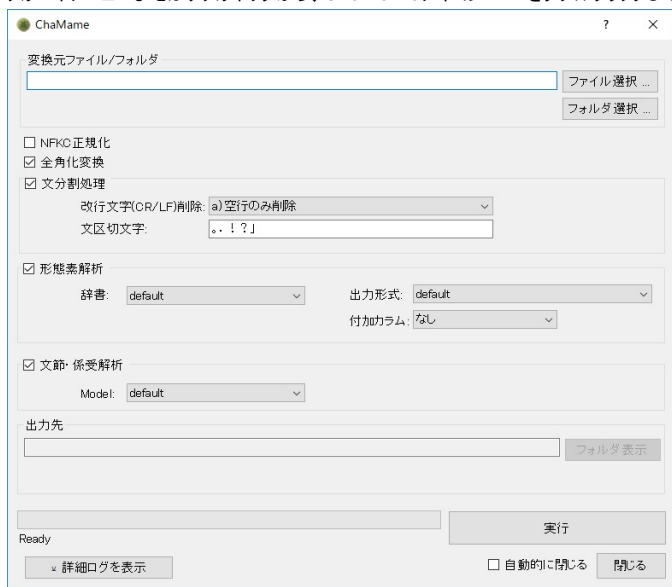 ChaMame
変換元ファイル/フォルダ
ファイル選択 ...
フォルダ選択 ...
NFKC正規化
全角化変換
文分割処理
改行文字(CR/LF)削除: a)空行のみ削除
文区切文字: 。.！？」
形態素解析
辞書: default 出力形式: default
付加カラム: なし
文節・係受解析
Model: default
出力先
フォルダ表示
実行
Ready
詳細ログを表示 自動的に閉じる 閉じる